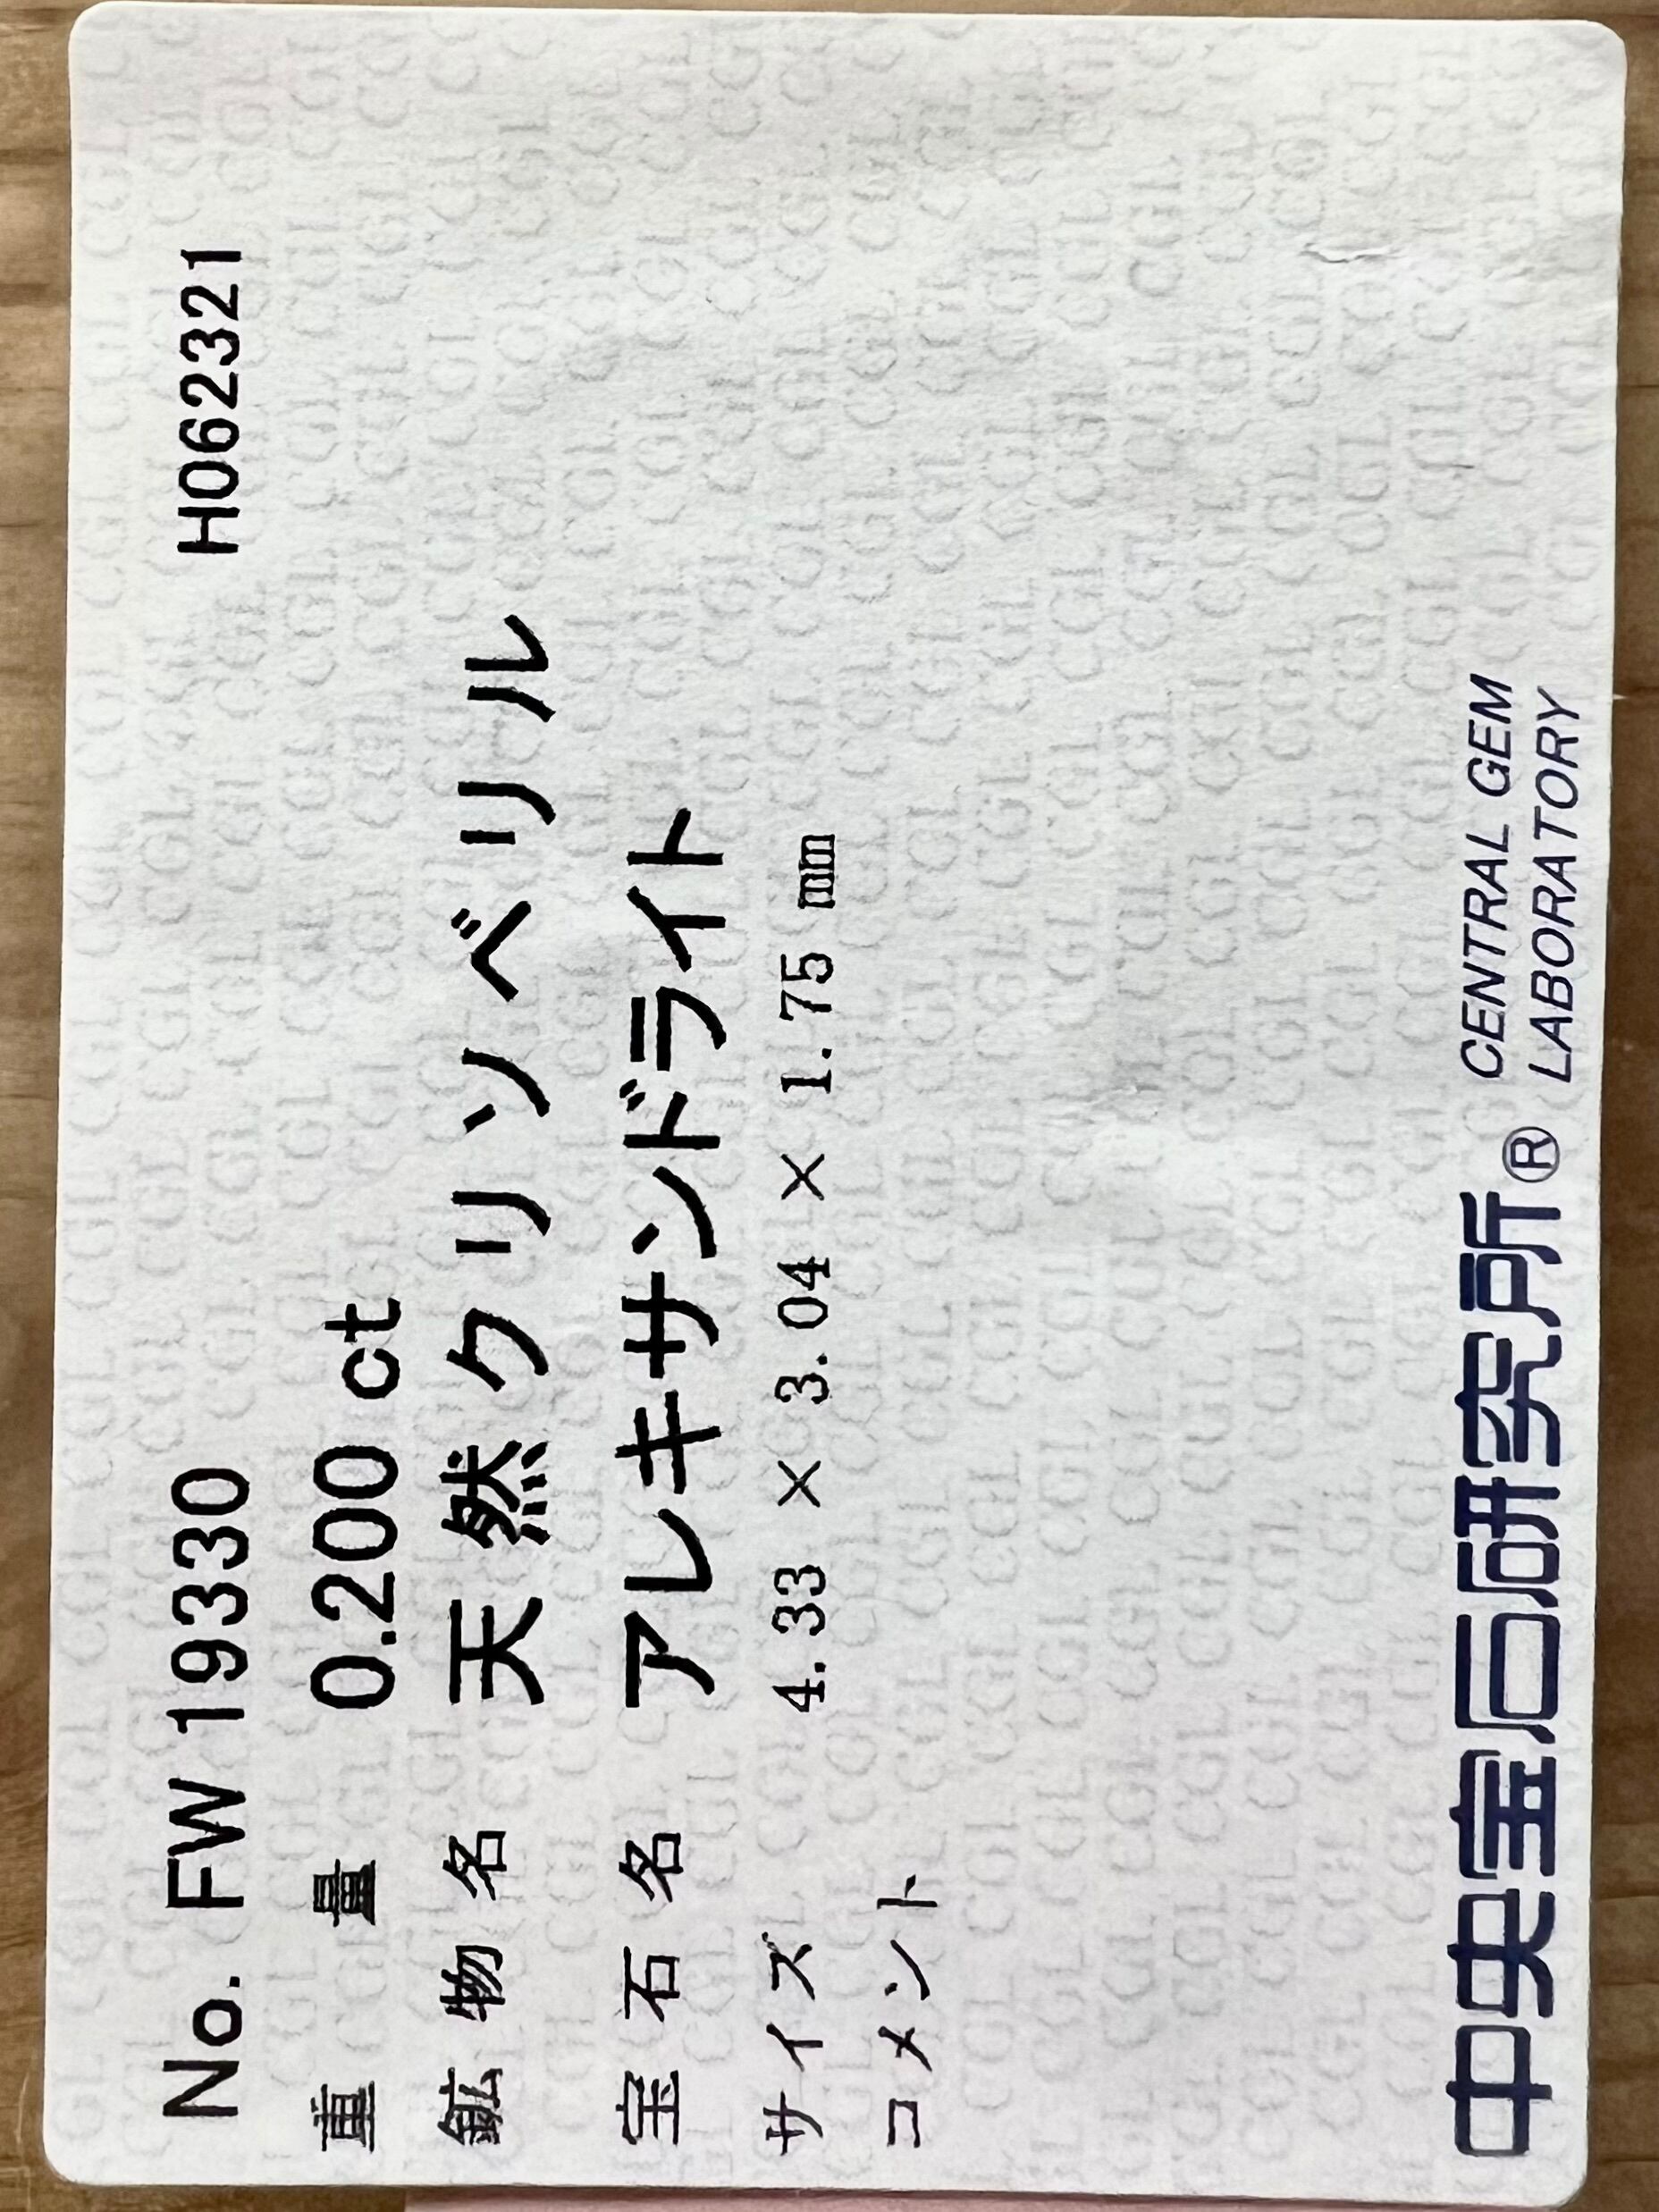 No. FW 19330 H062321
重量 0.200 ct
鉱物名 天然クリソベリル
宝石名 アレキサンドライト
サイズ 4.33 × 3.04 × 1.75 mm
コメント
中央宝石研究所® CENTRAL GEM
LABORATORY